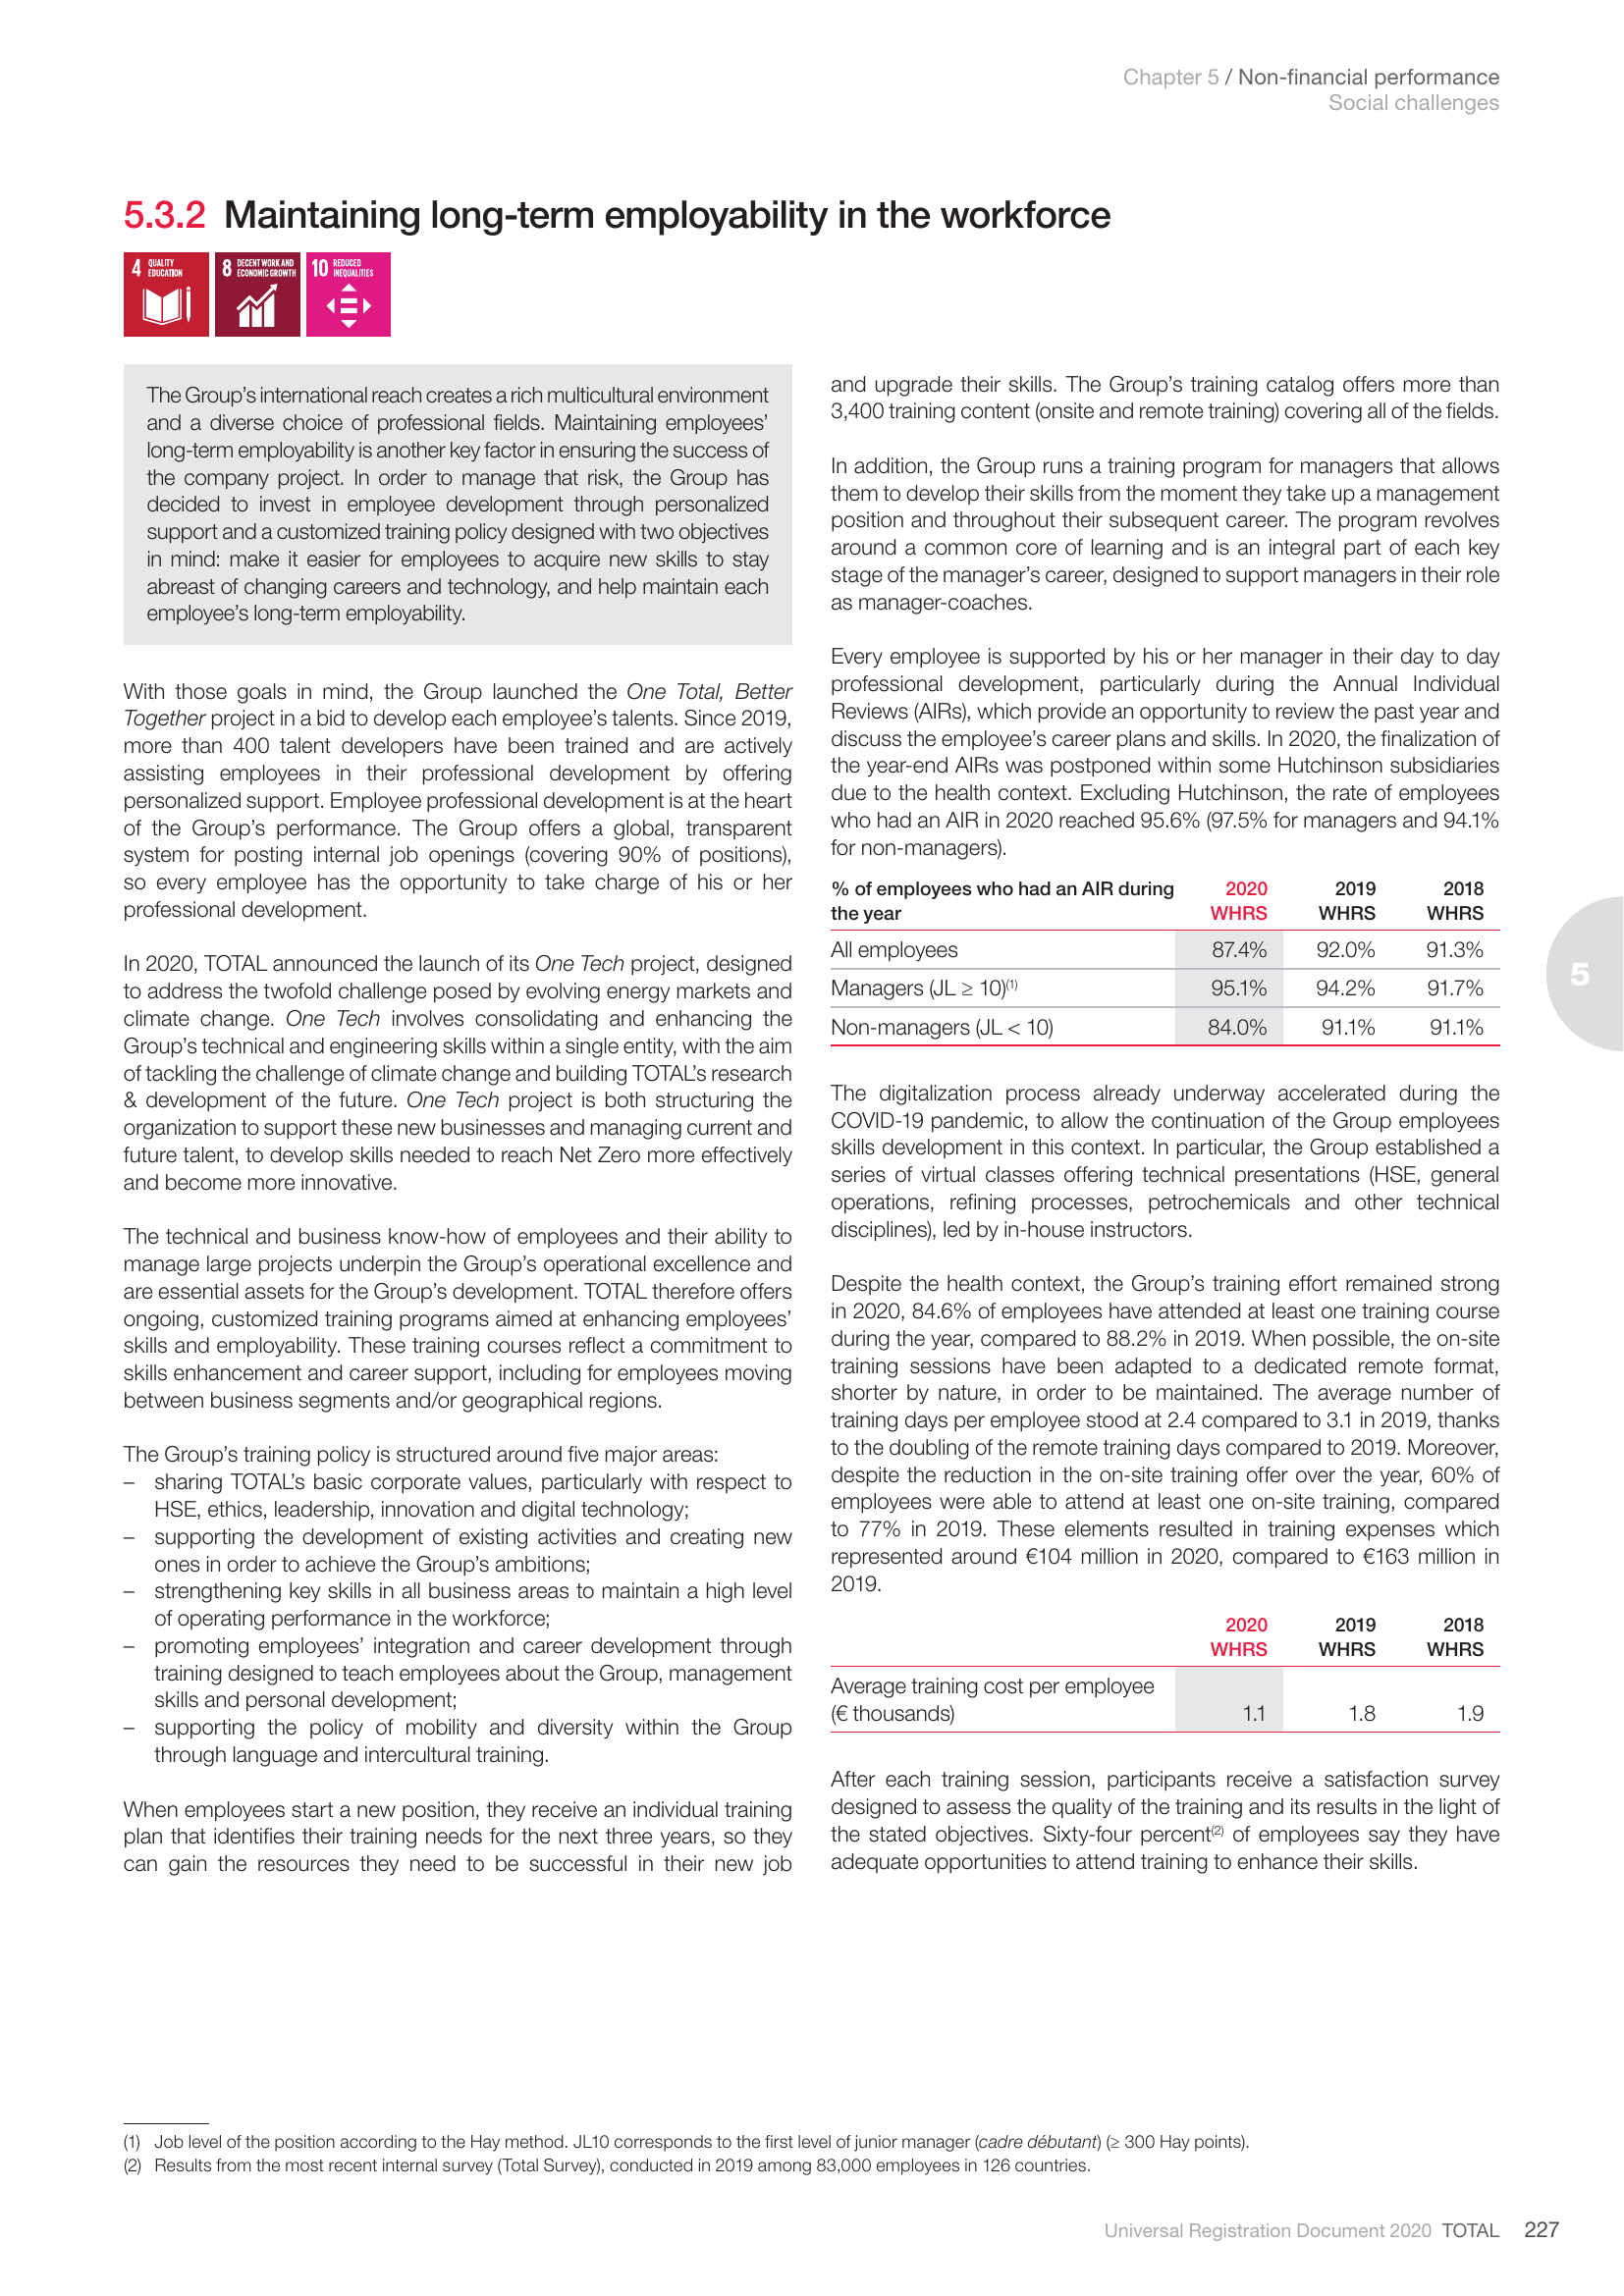 Chapter 5 / Non-financial performance
Social challenges
5.3.2 Maintaining long-term employability in the workforce
4 QUALITY
EDUCATION
8 DECENT WORK AND
ECONOMIC GROWTH
10 REDUCED
INEQUALITIES
The Group’s international reach creates a rich multicultural environment
and a diverse choice of professional fields. Maintaining employees’
long-term employability is another key factor in ensuring the success of
the company project. In order to manage that risk, the Group has
decided to invest in employee development through personalized
support and a customized training policy designed with two objectives
in mind: make it easier for employees to acquire new skills to stay
abreast of changing careers and technology, and help maintain each
employee’s long-term employability.
With those goals in mind, the Group launched the One Total, Better
Together project in a bid to develop each employee’s talents. Since 2019,
more than 400 talent developers have been trained and are actively
assisting employees in their professional development by offering
personalized support. Employee professional development is at the heart
of the Group’s performance. The Group offers a global, transparent
system for posting internal job openings (covering 90% of positions),
so every employee has the opportunity to take charge of his or her
professional development.
In 2020, TOTAL announced the launch of its One Tech project, designed
to address the twofold challenge posed by evolving energy markets and
climate change. One Tech involves consolidating and enhancing the
Group’s technical and engineering skills within a single entity, with the aim
of tackling the challenge of climate change and building TOTAL’s research
& development of the future. One Tech project is both structuring the
organization to support these new businesses and managing current and
future talent, to develop skills needed to reach Net Zero more effectively
and become more innovative.
The technical and business know-how of employees and their ability to
manage large projects underpin the Group’s operational excellence and
are essential assets for the Group’s development. TOTAL therefore offers
ongoing, customized training programs aimed at enhancing employees’
skills and employability. These training courses reflect a commitment to
skills enhancement and career support, including for employees moving
between business segments and/or geographical regions.
The Group’s training policy is structured around five major areas:
– sharing TOTAL’s basic corporate values, particularly with respect to
HSE, ethics, leadership, innovation and digital technology;
– supporting the development of existing activities and creating new
ones in order to achieve the Group’s ambitions;
– strengthening key skills in all business areas to maintain a high level
of operating performance in the workforce;
– promoting employees’ integration and career development through
training designed to teach employees about the Group, management
skills and personal development;
– supporting the policy of mobility and diversity within the Group
through language and intercultural training.
When employees start a new position, they receive an individual training
plan that identifies their training needs for the next three years, so they
can gain the resources they need to be successful in their new job
and upgrade their skills. The Group’s training catalog offers more than
3,400 training content (onsite and remote training) covering all of the fields.
In addition, the Group runs a training program for managers that allows
them to develop their skills from the moment they take up a management
position and throughout their subsequent career. The program revolves
around a common core of learning and is an integral part of each key
stage of the manager’s career, designed to support managers in their role
as manager-coaches.
Every employee is supported by his or her manager in their day to day
professional development, particularly during the Annual Individual
Reviews (AIRs), which provide an opportunity to review the past year and
discuss the employee’s career plans and skills. In 2020, the finalization of
the year-end AIRs was postponed within some Hutchinson subsidiaries
due to the health context. Excluding Hutchinson, the rate of employees
who had an AIR in 2020 reached 95.6% (97.5% for managers and 94.1%
for non-managers).
% of employees who had an AIR during 2020 2019 2018
the year WHRS WHRS WHRS
All employees 87.4% 92.0% 91.3%
Managers (JL ≥ 10)(1) 95.1% 94.2% 91.7%
Non-managers (JL < 10) 84.0% 91.1% 91.1%
The digitalization process already underway accelerated during the
COVID-19 pandemic, to allow the continuation of the Group employees
skills development in this context. In particular, the Group established a
series of virtual classes offering technical presentations (HSE, general
operations, refining processes, petrochemicals and other technical
disciplines), led by in-house instructors.
Despite the health context, the Group’s training effort remained strong
in 2020, 84.6% of employees have attended at least one training course
during the year, compared to 88.2% in 2019. When possible, the on-site
training sessions have been adapted to a dedicated remote format,
shorter by nature, in order to be maintained. The average number of
training days per employee stood at 2.4 compared to 3.1 in 2019, thanks
to the doubling of the remote training days compared to 2019. Moreover,
despite the reduction in the on-site training offer over the year, 60% of
employees were able to attend at least one on-site training, compared
to 77% in 2019. These elements resulted in training expenses which
represented around €104 million in 2020, compared to €163 million in
2019.
2020 2019 2018
WHRS WHRS WHRS
Average training cost per employee
(€ thousands) 1.1 1.8 1.9
After each training session, participants receive a satisfaction survey
designed to assess the quality of the training and its results in the light of
the stated objectives. Sixty-four percent(2) of employees say they have
adequate opportunities to attend training to enhance their skills.
5
(1) Job level of the position according to the Hay method. JL10 corresponds to the first level of junior manager (cadre débutant) (≥ 300 Hay points).
(2) Results from the most recent internal survey (Total Survey), conducted in 2019 among 83,000 employees in 126 countries.
Universal Registration Document 2020 TOTAL 227